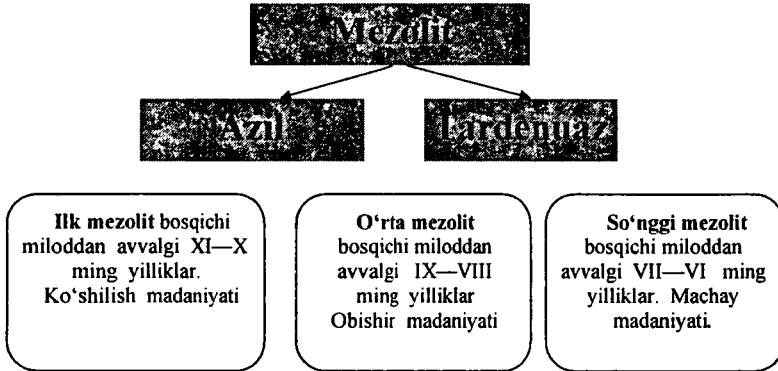 Mezolit
Azil
Tardenuaz
Ilk mezolit bosqichi
miloddan avvalgi XI—X
ming yilliklar.
Ko‘shilish madaniyati
O‘rta mezolit
bosqichi miloddan
avvalgi IX—VIII
ming yilliklar
Obishir madaniyati
So‘nggi mezolit
bosqichi miloddan
avvalgi VII—VI ming
yilliklar. Machay
madaniyati.